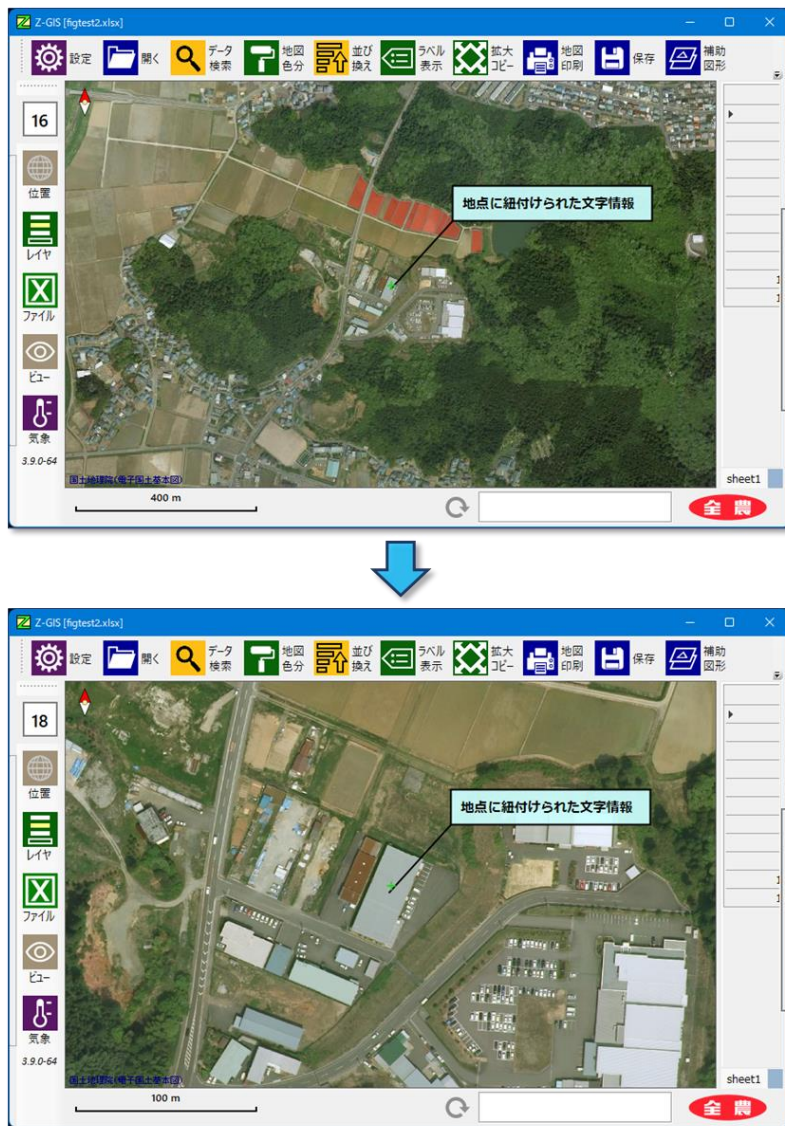 Z-GIS [figtest2.xlsx]
設定
開く
データ
検索
地図
色分
並び
換え
ラベル
表示
拡大
コピー
地図
印刷
保存
補助
図形
16
位置
レイヤ
ファイル
ビュー
気象
3.9.0-64
地点に紐付けられた文字情報
国土地理院(電子国土基本図)
400 m
1
1
sheet1
全農
Z-GIS [figtest2.xlsx]
設定
開く
データ
検索
地図
色分
並び
換え
ラベル
表示
拡大
コピー
地図
印刷
保存
補助
図形
18
位置
レイヤ
ファイル
ビュー
気象
3.9.0-64
地点に紐付けられた文字情報
国土地理院(電子国土基本図)
100 m
1
1
sheet1
全農